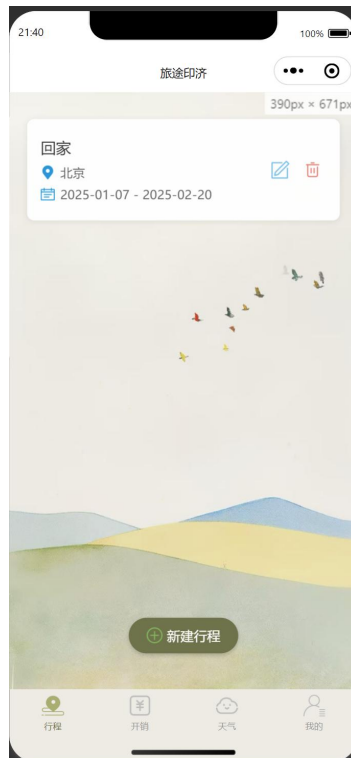 21:40
100%
旅途印济
390px × 671px
回家
北京
2025-01-07 - 2025-02-20
新建行程
行程
开销
天气
我的